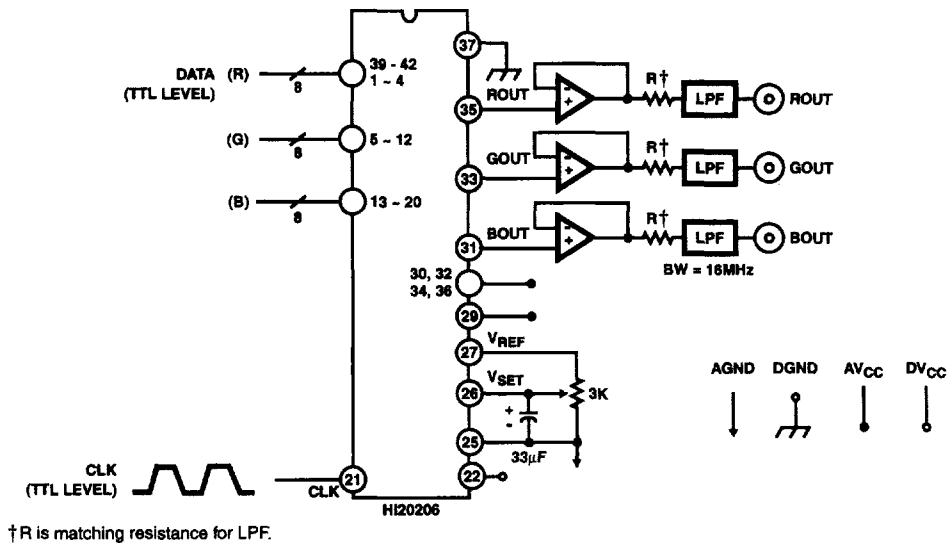 37
DATA (R) 8 39 - 42
(TTL LEVEL) 1 ~ 4
ROUT
35
R†
LPF
ROUT
(G) 8 5 ~ 12
GOUT
33
R†
LPF
GOUT
(B) 8 13 ~ 20
BOUT
31
R†
LPF
BOUT
BW = 16MHz
30, 32
34, 36
29
27
VREF
26
VSET
3K
+
-
33µF
25
22
AGND DGND AVCC DVCC
CLK
(TTL LEVEL)
CLK
21
HI20206
†R is matching resistance for LPF.